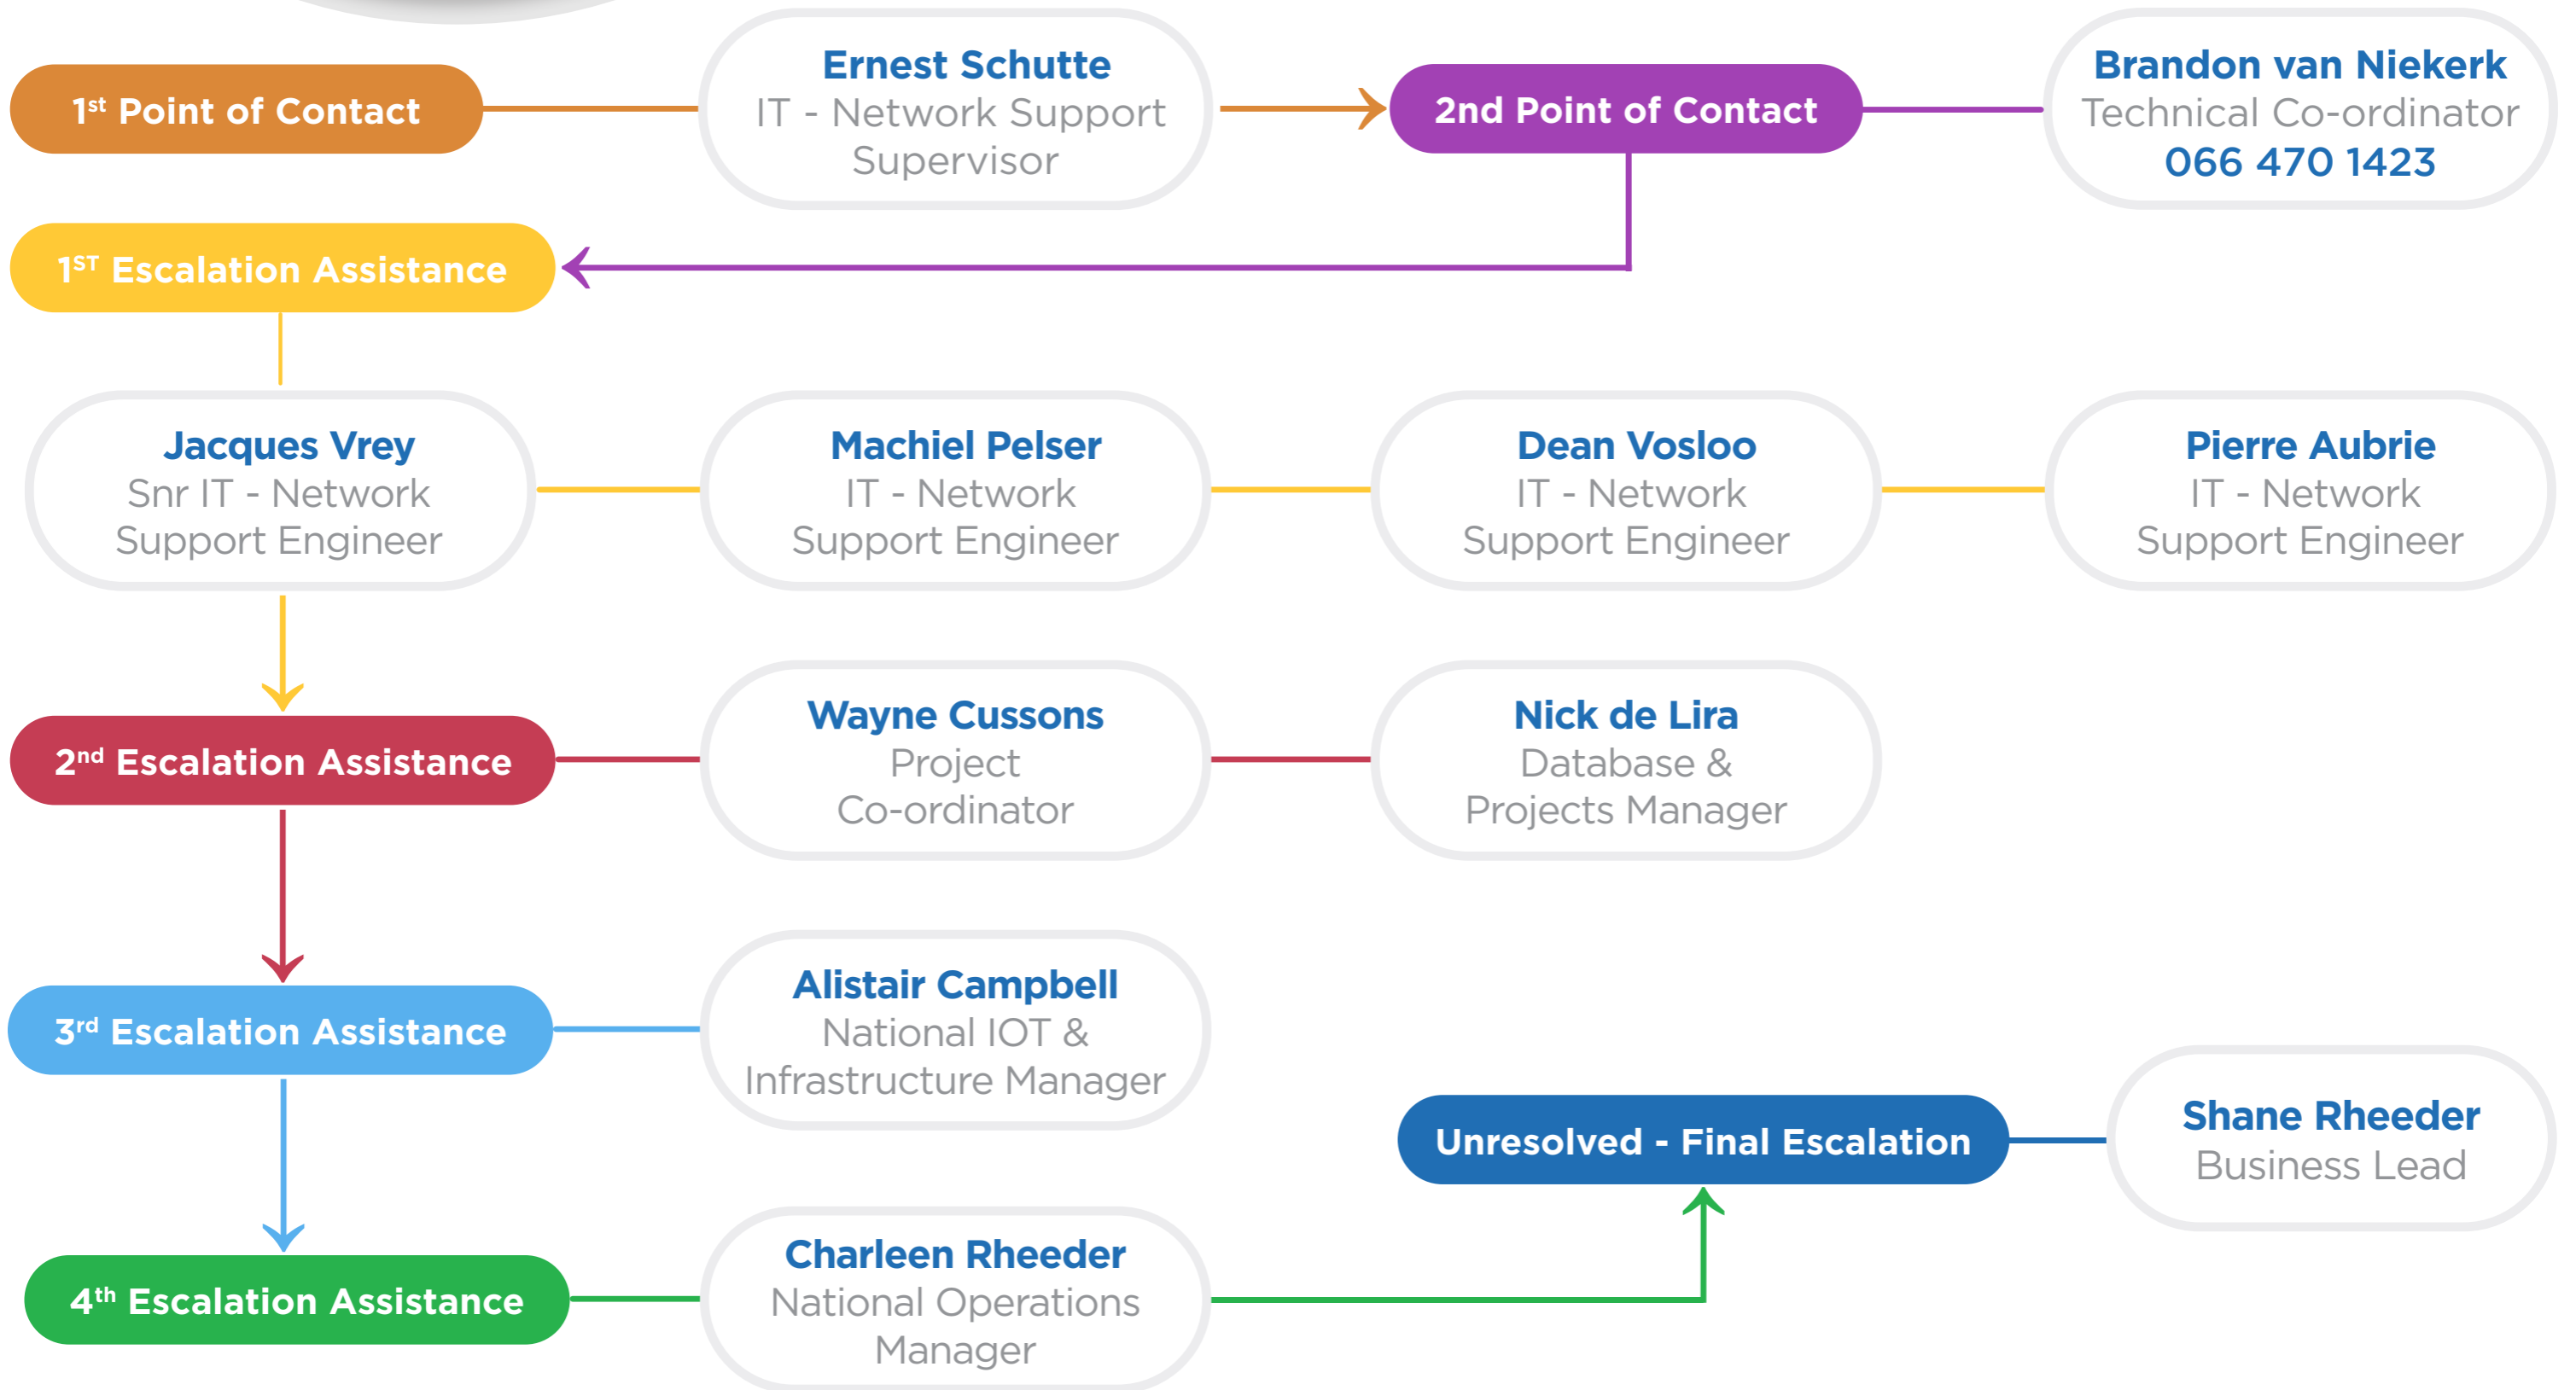 1st Point of Contact
Ernest Schutte
IT - Network Support
Supervisor
2nd Point of Contact
Brandon van Niekerk
Technical Co-ordinator
066 470 1423
1ST Escalation Assistance
Jacques Vrey
Snr IT - Network
Support Engineer
Machiel Pelser
IT - Network
Support Engineer
Dean Vosloo
IT - Network
Support Engineer
Pierre Aubrie
IT - Network
Support Engineer
2nd Escalation Assistance
Wayne Cussons
Project
Co-ordinator
Nick de Lira
Database &
Projects Manager
3rd Escalation Assistance
Alistair Campbell
National IOT &
Infrastructure Manager
4th Escalation Assistance
Charleen Rheeder
National Operations
Manager
Unresolved - Final Escalation
Shane Rheeder
Business Lead